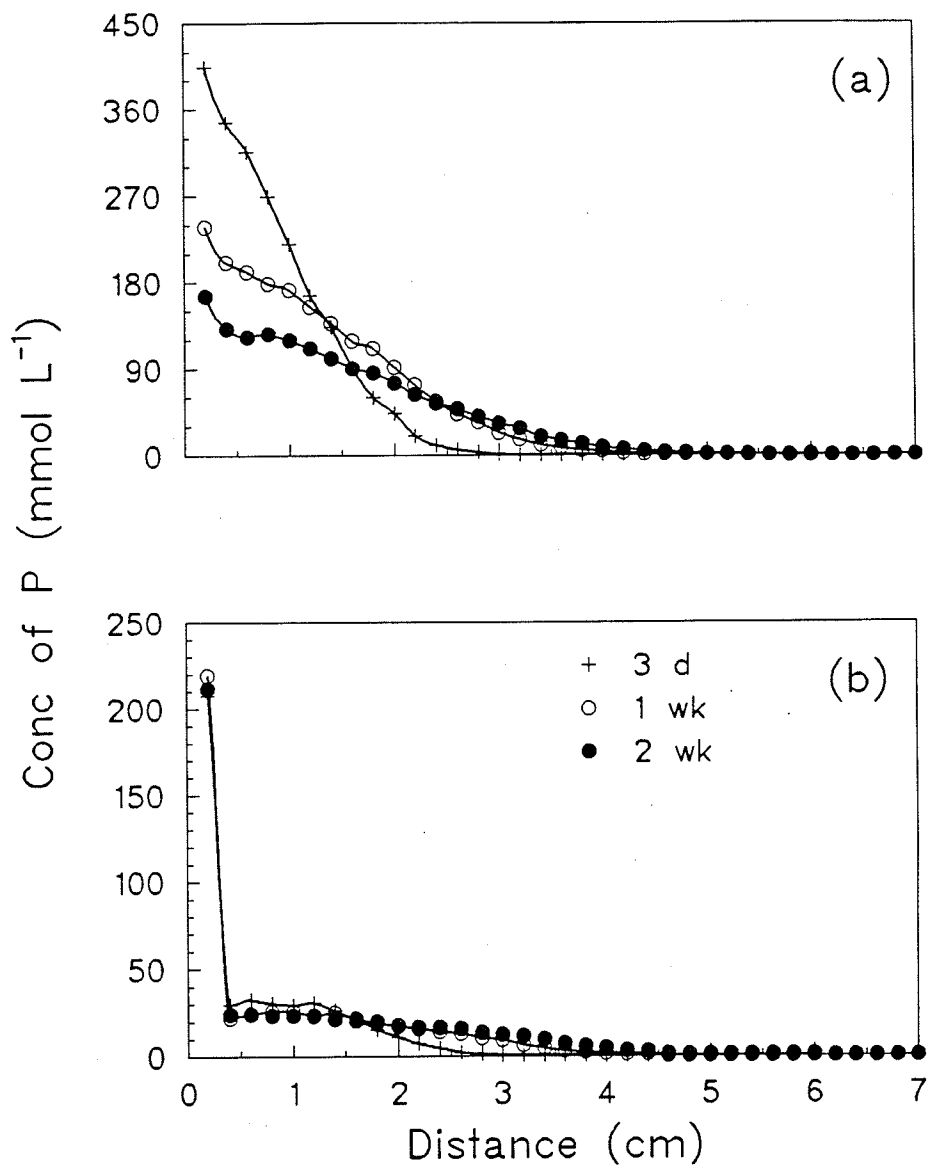 Conc of P (mmol L⁻¹)
450
360
270
180
90
0
(a)
250
200
150
100
50
0
+ 3 d
○ 1 wk
● 2 wk
(b)
0 1 2 3 4 5 6 7
Distance (cm)